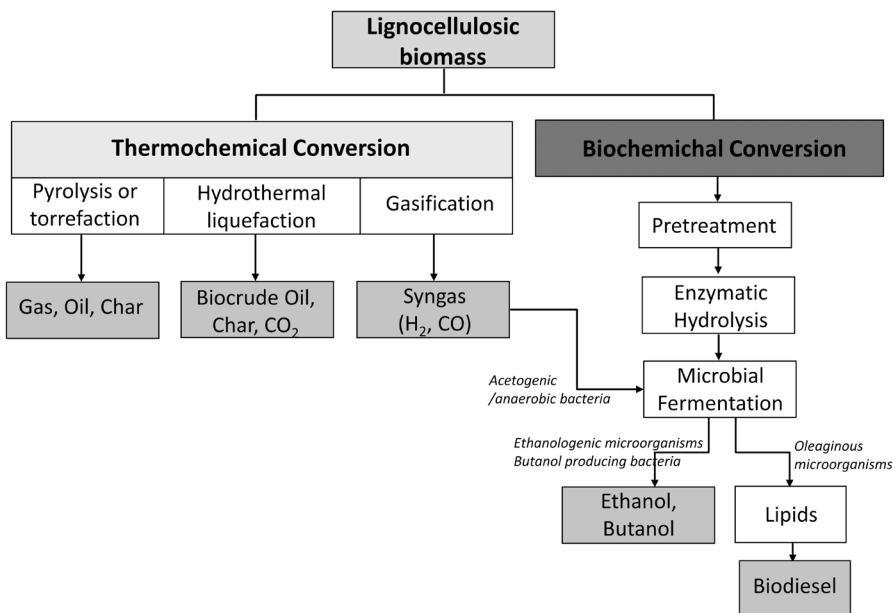 Lignocellulosic
biomass
Thermochemical Conversion
Biochemichal Conversion
Pyrolysis or
torrefaction
Hydrothermal
liquefaction
Gasification
Pretreatment
Gas, Oil, Char
Biocrude Oil,
Char, CO₂
Syngas
(H₂, CO)
Enzymatic
Hydrolysis
Acetogenic
/anaerobic bacteria
Microbial
Fermentation
Ethanologenic microorganisms
Butanol producing bacteria
Oleaginous
microorganisms
Ethanol,
Butanol
Lipids
Biodiesel